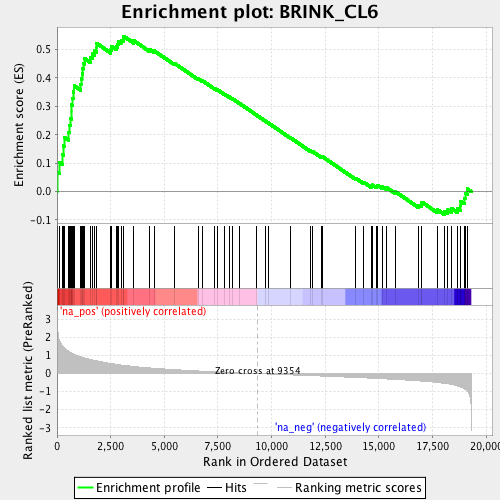 Enrichment plot: BRINK_CL6
Enrichment score (ES)
0.5
0.4
0.3
0.2
0.1
0.0
-0.1
'na_pos' (positively correlated)
Ranked list metric (PreRanked)
3
2
1
0
-1
-2
-3
Zero cross at 9354
'na_neg' (negatively correlated)
0
2,500
5,000
7,500
10,000
12,500
15,000
17,500
20,000
Rank in Ordered Dataset
Enrichment profile
Hits
Ranking metric scores